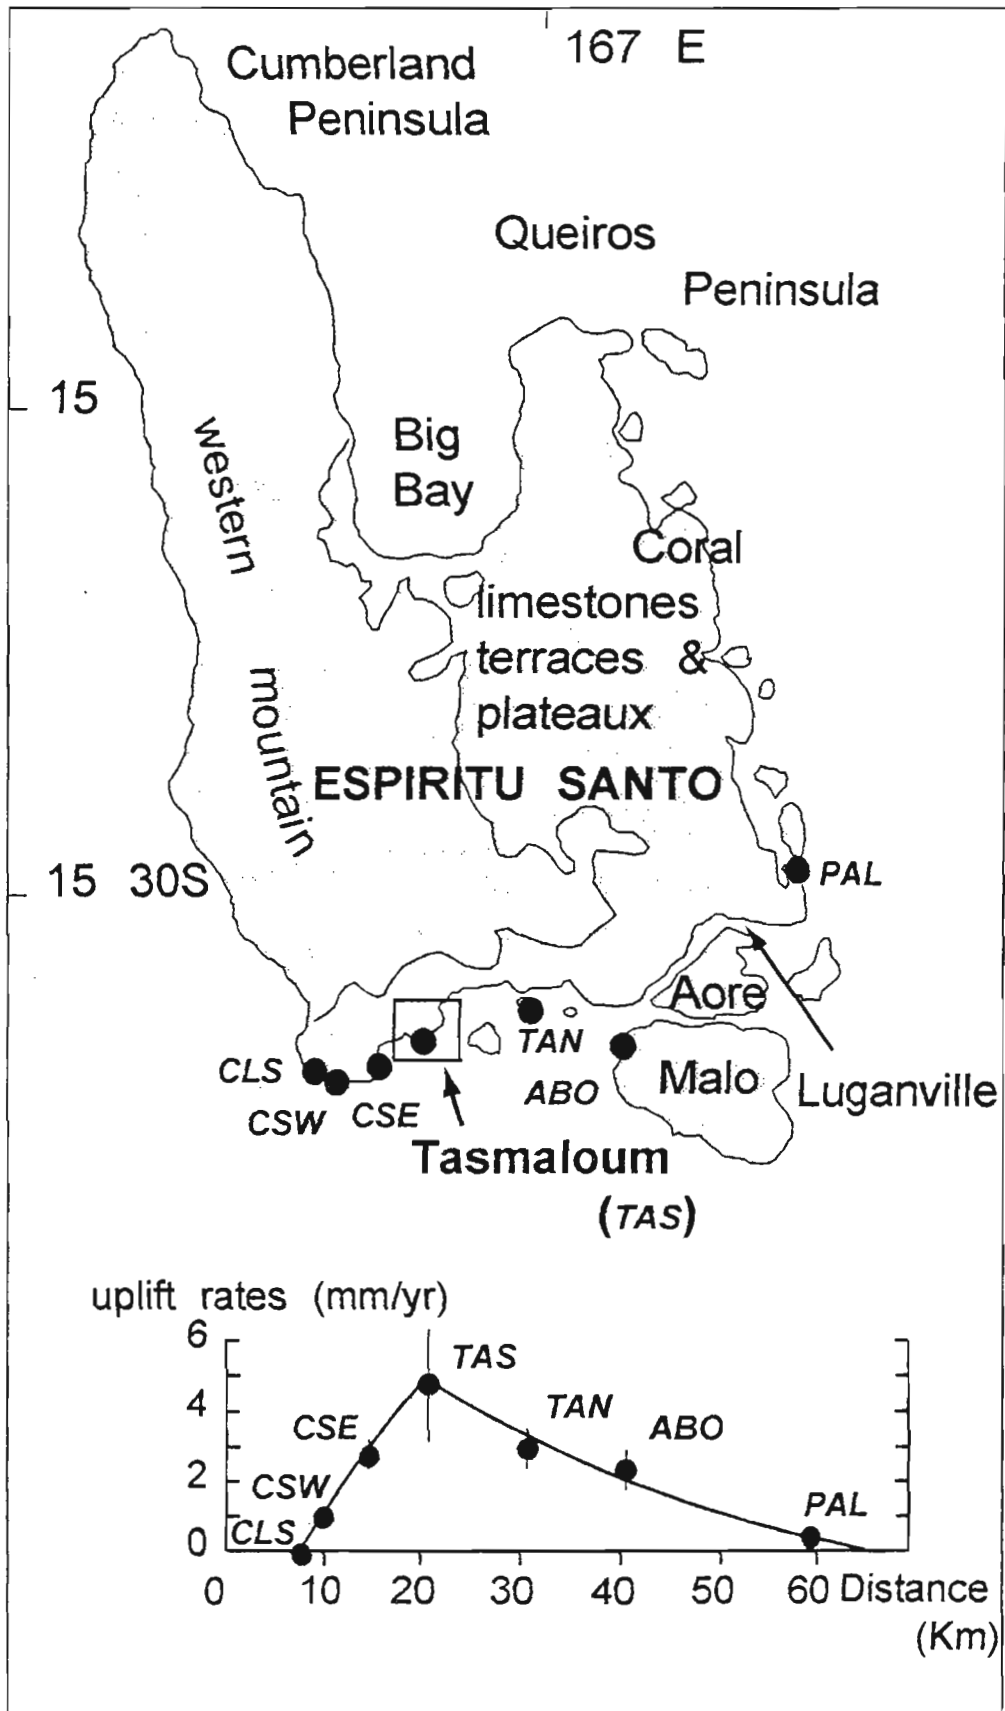 167 E
Cumberland
Peninsula
Queiros
Peninsula
15
Big
Bay
western
mountain
Coral
limestones
terraces &
plateaux
ESPIRITU SANTO
15 30S
PAL
Aore
TAN
CLS
ABO
Malo
Luganville
CSW
CSE
Tasmaloum
(TAS)
uplift rates (mm/yr)
6
TAS
4
TAN
CSE
ABO
2
CSW
PAL
0
CLS
0 10 20 30 40 50 60 Distance
(Km)